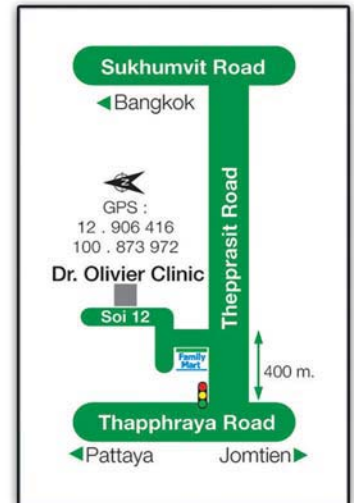 Sukhumvit Road
Bangkok
Thepprasit Road
N
GPS :
12 . 906 416
100 . 873 972
Dr. Olivier Clinic
Soi 12
Family
Mart
400 m.
Thapphraya Road
Pattaya
Jomtien